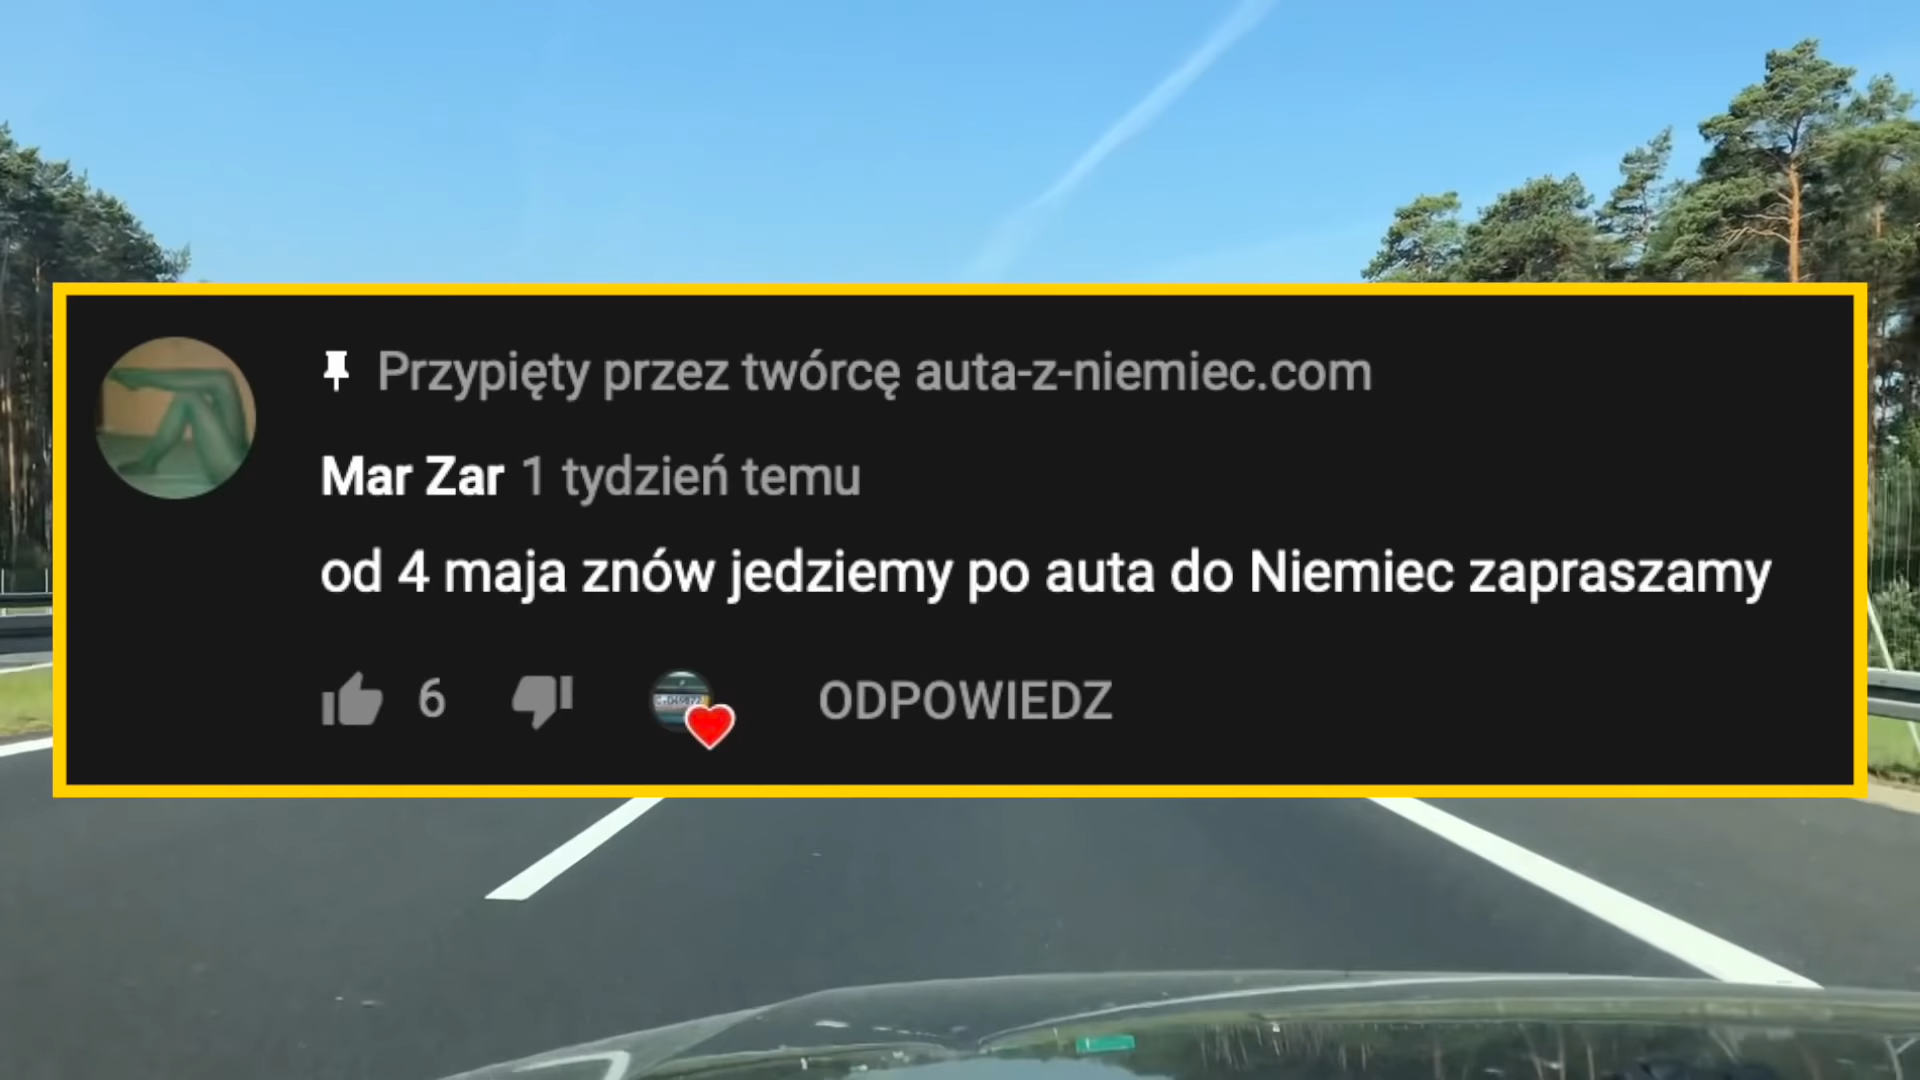 Przypięty przez twórcę auta-z-niemiec.com
Mar Zar 1 tydzień temu
od 4 maja znów jedziemy po auta do Niemiec zapraszamy
6 ODPOWIEDZ